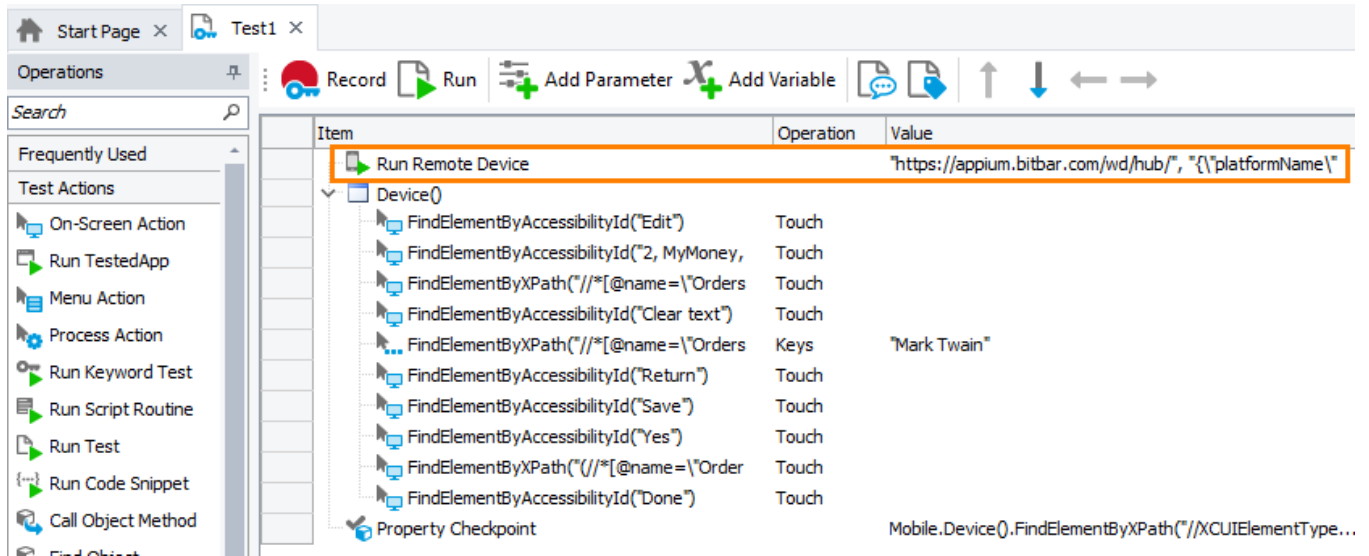 Start Page
Test1
Operations
Search
Frequently Used
Test Actions
On-Screen Action
Run TestedApp
Menu Action
Process Action
Run Keyword Test
Run Script Routine
Run Test
Run Code Snippet
Call Object Method
Find Object
Record Run Add Parameter Add Variable
Item Operation Value
Run Remote Device "https://appium.bitbar.com/wd/hub/", "{\"platformName\"
Device()
FindElementByAccessibilityId("Edit") Touch
FindElementByAccessibilityId("2, MyMoney, Touch
FindElementByXPath("//*[@name=\"Orders Touch
FindElementByAccessibilityId("Clear text") Touch
FindElementByXPath("//*[@name=\"Orders Keys "Mark Twain"
FindElementByAccessibilityId("Return") Touch
FindElementByAccessibilityId("Save") Touch
FindElementByAccessibilityId("Yes") Touch
FindElementByXPath("(//*[@name=\"Order Touch
FindElementByAccessibilityId("Done") Touch
Property Checkpoint Mobile.Device().FindElementByXPath("//XCUIElementType...